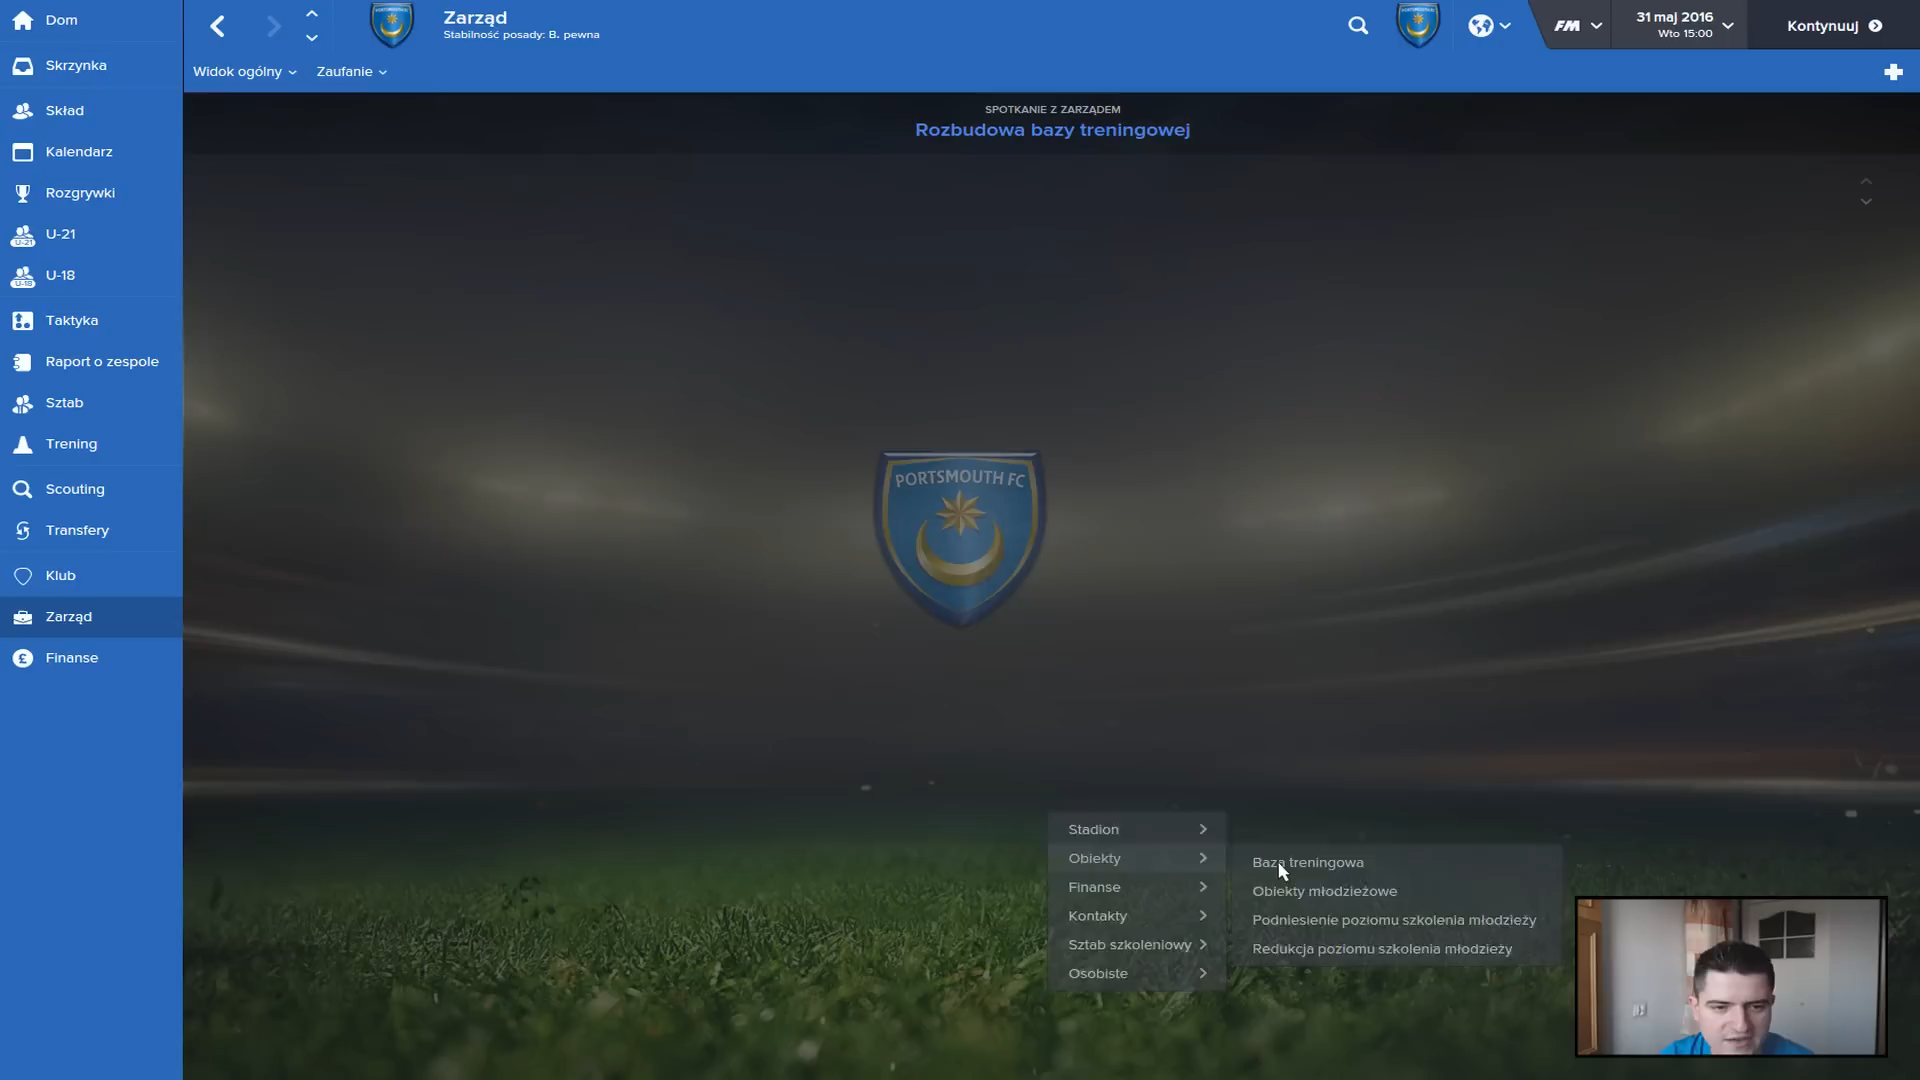 Dom
Skrzynka
Skład
Kalendarz
Rozgrywki
U-21
U-21
U-18
U-18
Taktyka
Raport o zespole
Sztab
Trening
Scouting
Transfery
Klub
Zarząd
Finanse
Zarząd
Stabilność posady: B. pewna
FM
31 maj 2016
Wto 15:00
Kontynuuj
Widok ogólny
Zaufanie
SPOTKANIE Z ZARZĄDEM
Rozbudowa bazy treningowej
PORTSMOUTH FC
Stadion
Obiekty
Finanse
Kontakty
Sztab szkoleniowy
Osobiste
Baza treningowa
Obiekty młodzieżowe
Podniesienie poziomu szkolenia młodzieży
Redukcja poziomu szkolenia młodzieży